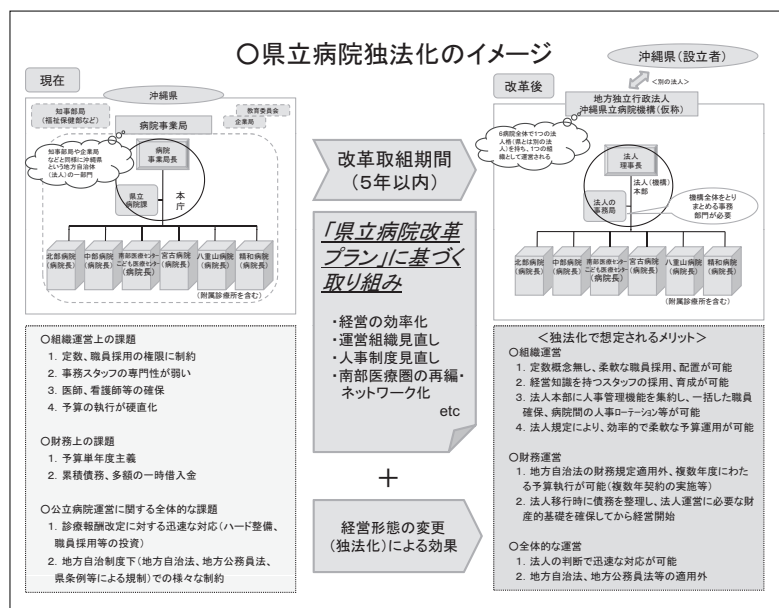 〇県立病院独法化のイメージ
現在
沖縄県
知事部局
(福祉保健部など)
教育委員会
企業局
病院事業局
知事部局や企業局
などと同様に沖縄県
という地方自治体
(法人)の一部門
病院
事業局長
県立
病院課
本
庁
北部病院
(病院長)
中部病院
(病院長)
南部医療センター
こども医療センター
(病院長)
宮古病院
(病院長)
八重山病院
(病院長)
精和病院
(病院長)
(附属診療所を含む)
〇組織運営上の課題
1. 定数、職員採用の権限に制約
2. 事務スタッフの専門性が弱い
3. 医師、看護師等の確保
4. 予算の執行が硬直化
〇財務上の課題
1. 予算単年度主義
2. 累積債務、多額の一時借入金
〇公立病院運営に関する全体的な課題
1. 診療報酬改定に対する迅速な対応(ハード整備、
職員採用等の投資)
2. 地方自治制度下(地方自治法、地方公務員法、
県条例等による規制)での様々な制約
改革取組期間
(5年以内)
「県立病院改革
プラン」に基づく
取り組み
・経営の効率化
・運営組織見直し
・人事制度見直し
・南部医療圏の再編・
ネットワーク化
etc
+
経営形態の変更
(独法化)による効果
沖縄県(設立者)
<別の法人>
改革後
地方独立行政法人
沖縄県立病院機構(仮称)
6病院全体で1つの法
人格(県とは別の法
人)を持ち、1つの組
織として運営される
法人
理事長
法人(機構)
本部
法人の
事務局
機構全体をとり
まとめる事務
部門が必要
北部病院
(病院長)
中部病院
(病院長)
南部医療センター
こども医療センター
(病院長)
宮古病院
(病院長)
八重山病院
(病院長)
精和病院
(病院長)
(附属診療所を含む)
<独法化で想定されるメリット>
〇組織運営
1. 定数概念無し、柔軟な職員採用、配置が可能
2. 経営知識を持つスタッフの採用、育成が可能
3. 法人本部に人事管理機能を集約し、一括した職員
確保、病院間の人事ローテーション等が可能
4. 法人規定により、効率的で柔軟な予算運用が可能
〇財務運営
1. 地方自治法の財務規定適用外、複数年度にわた
る予算執行が可能(複数年契約の実施等)
2. 法人移行時に債務を整理し、法人運営に必要な財
産的基礎を確保してから経営開始
〇全体的な運営
1. 法人の判断で迅速な対応が可能
2. 地方自治法、地方公務員法等の適用外